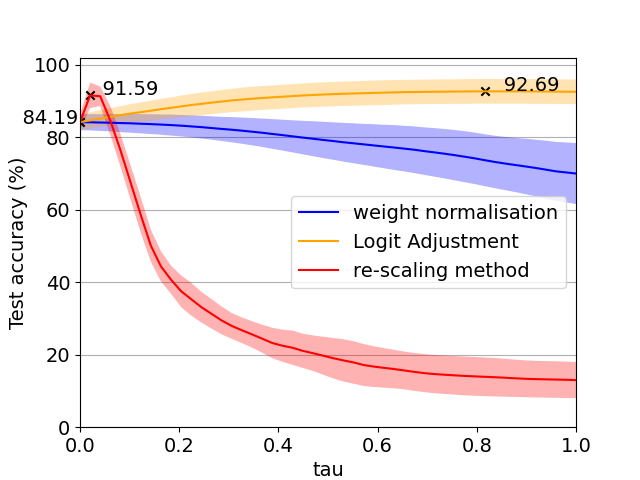 100
91.59
92.69
84.19
80
60
40
20
0
Test accuracy (%)
weight normalisation
Logit Adjustment
re-scaling method
0.0 0.2 0.4 0.6 0.8 1.0
tau